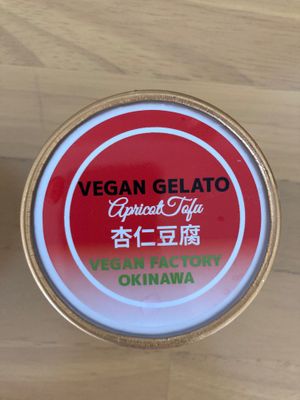 VEGAN GELATO
Apricot Tofu
杏仁豆腐
VEGAN FACTORY
OKINAWA